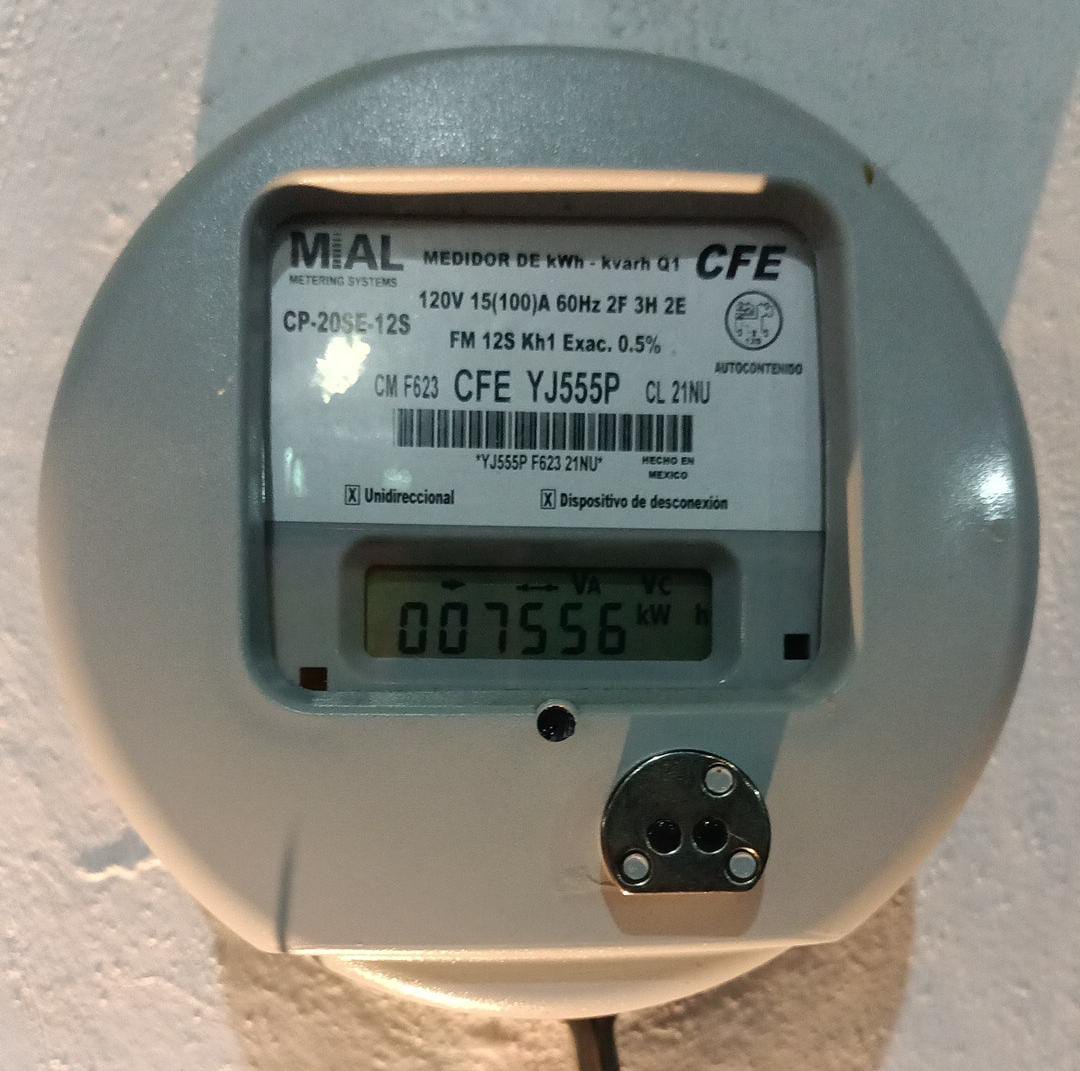 MIAL MEDIDOR DE kWh - kvarh Q1 CFE
METERING SYSTEMS
120V 15(100)A 60Hz 2F 3H 2E
CP-20SE-12S
FM 12S Kh1 Exac. 0.5%
AUTOCONTENIDO
CM F623 CFE YJ555P CL 21NU
*YJ555P F623 21NU* HECHO EN
MEXICO
X Unidireccional X Dispositivo de desconexión
VA VC
007556 kW h